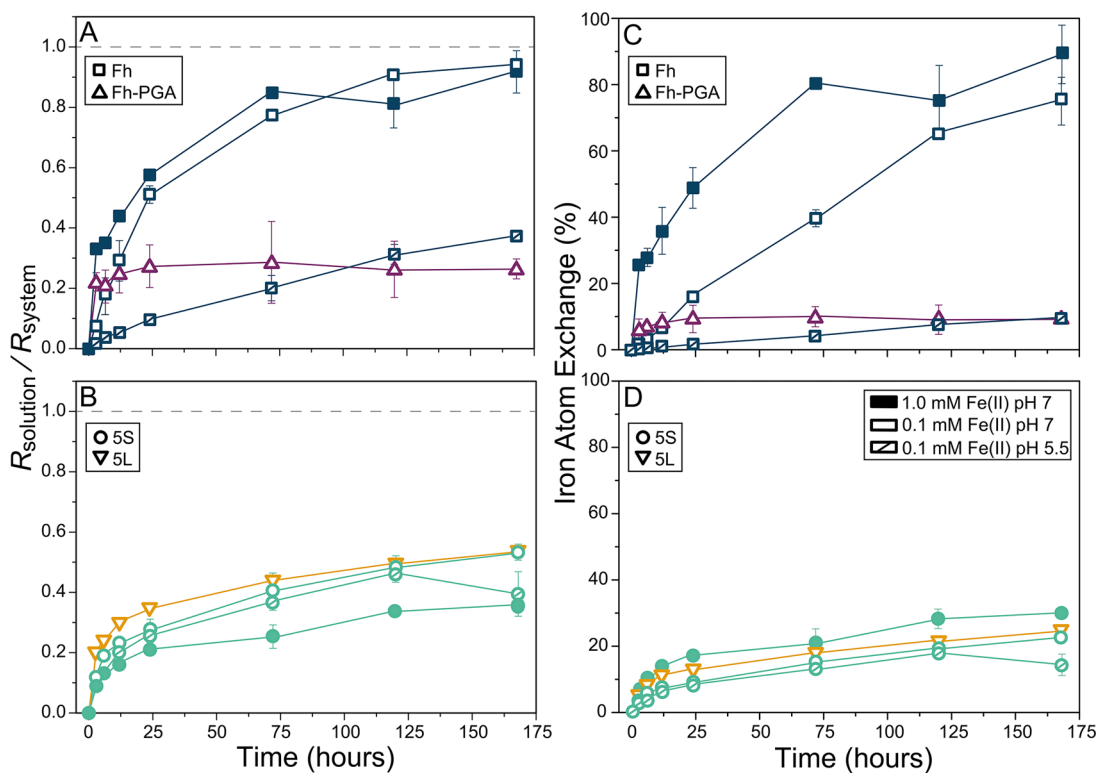 A
1.0
Fh
Fh-PGA
0.8
0.6
0.4
0.2
0.0
B
1.0
5S
5L
0.8
0.6
0.4
0.2
0.0
0 25 50 75 100 125 150 175
Time (hours)
Rsolution / Rsystem
C
100
Fh
Fh-PGA
80
60
40
20
10
0
D
100
5S
5L
1.0 mM Fe(II) pH 7
0.1 mM Fe(II) pH 7
0.1 mM Fe(II) pH 5.5
80
60
40
20
10
0
0 25 50 75 100 125 150 175
Time (hours)
Iron Atom Exchange (%)